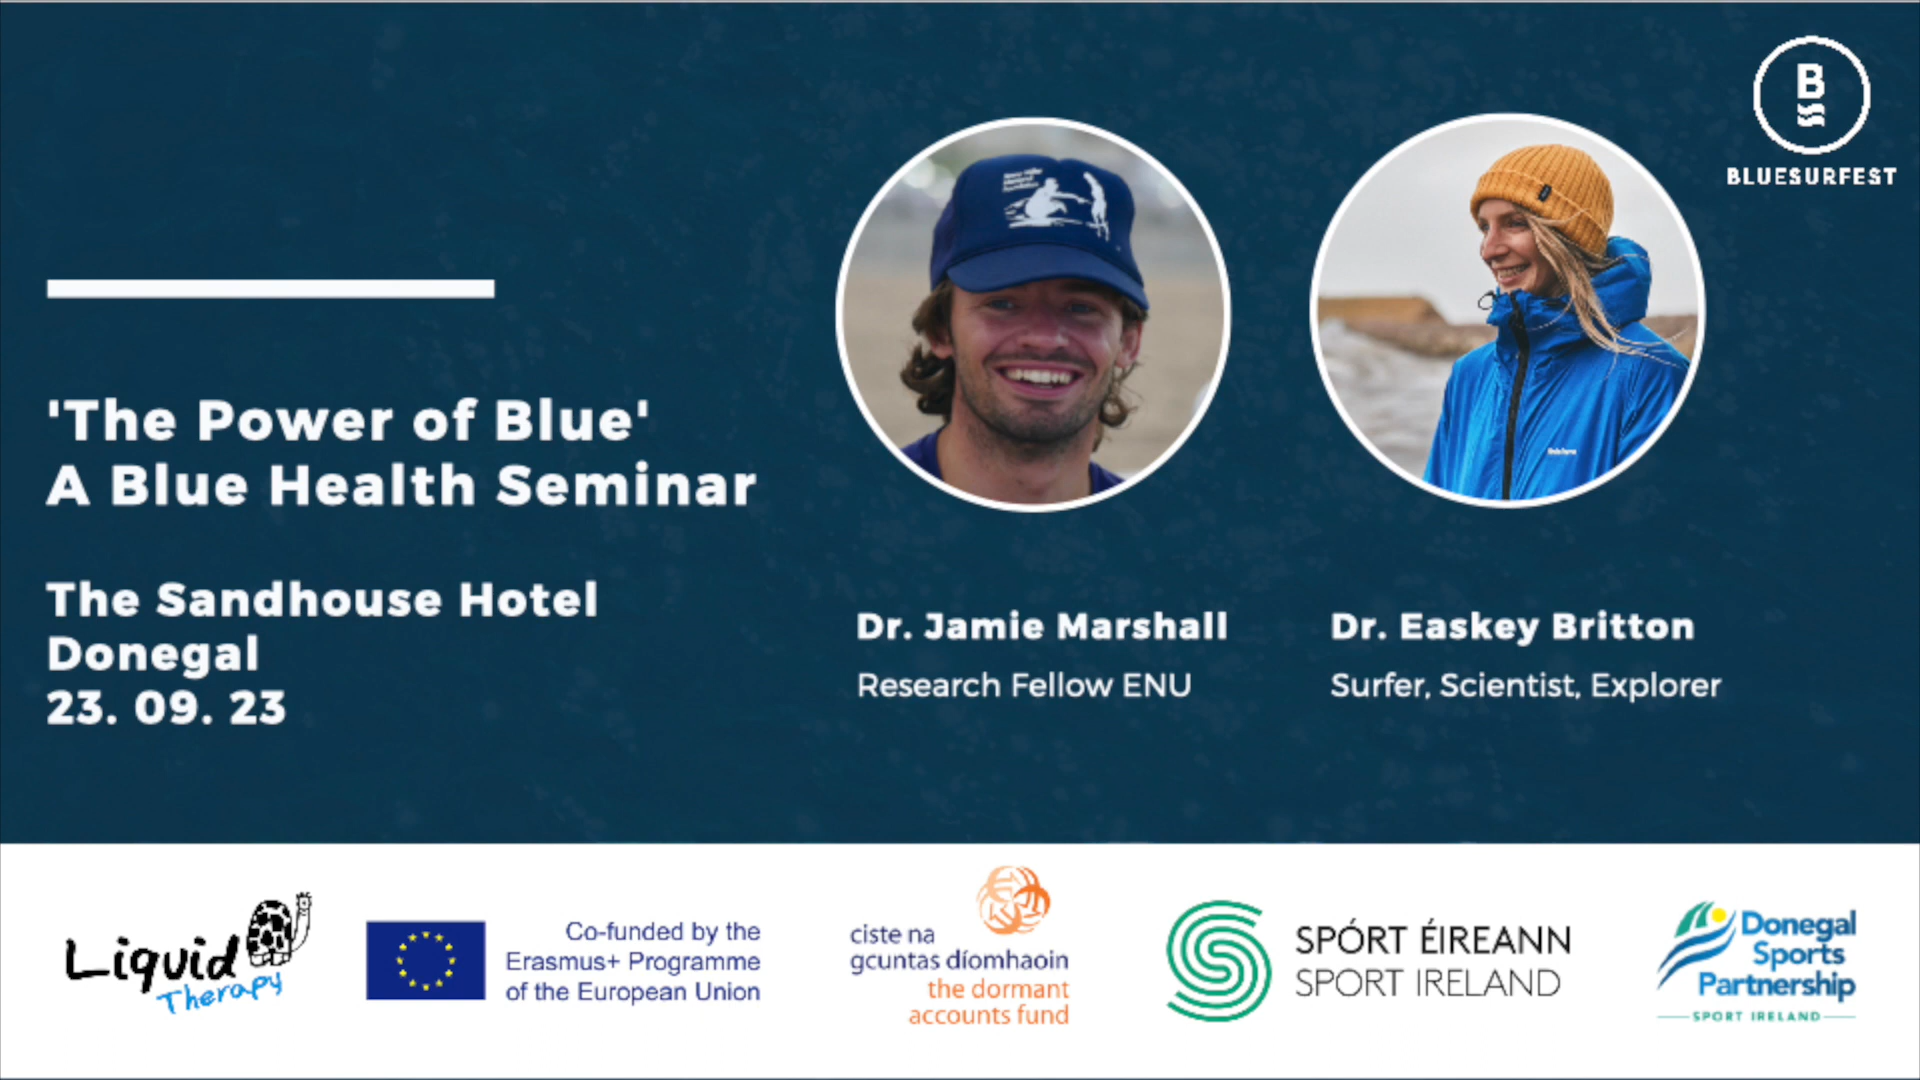 B
BLUESURFEST
'The Power of Blue'
A Blue Health Seminar
The Sandhouse Hotel
Donegal
23. 09. 23
Dr. Jamie Marshall
Research Fellow ENU
Dr. Easkey Britton
Surfer, Scientist, Explorer
Liquid
Therapy
Co-funded by the
Erasmus+ Programme
of the European Union
ciste na
gcuntas díomhaoin
the dormant
accounts fund
SPÓRT ÉIREANN
SPORT IRELAND
Donegal
Sports
Partnership
SPORT IRELAND